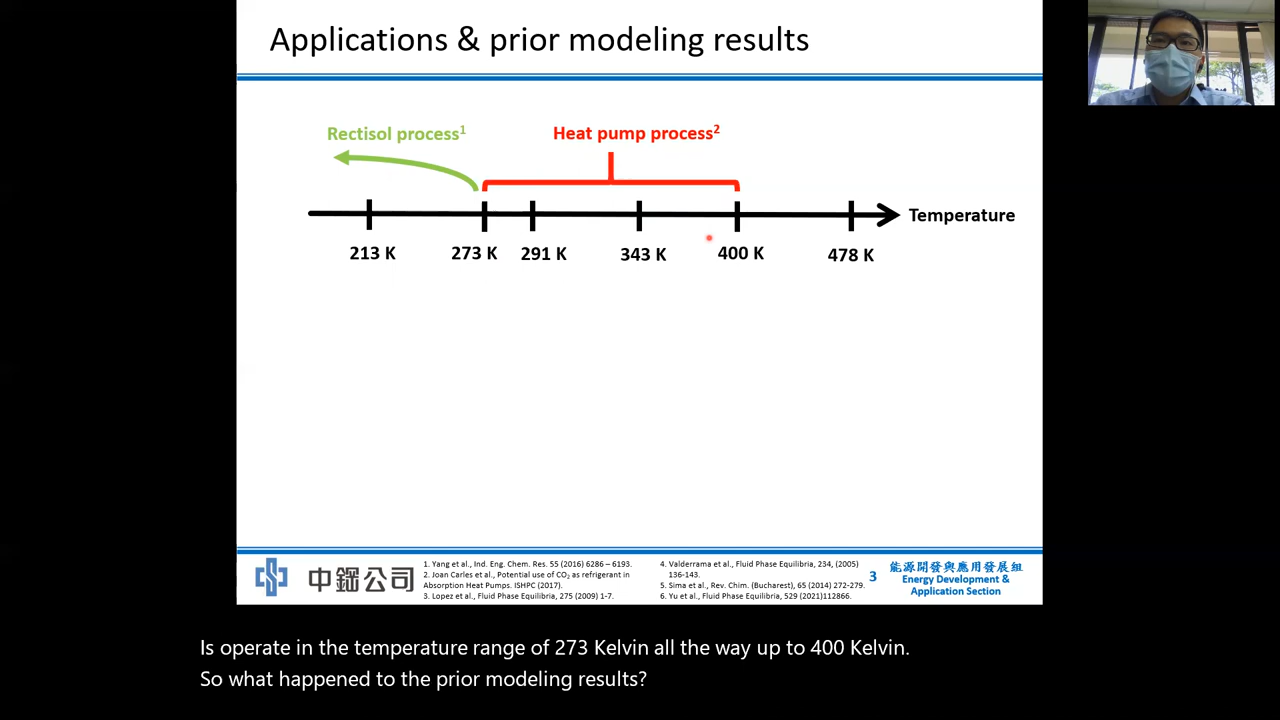 Applications & prior modeling results
Rectisol process1
Heat pump process2
Temperature
213 K
273 K
291 K
343 K
400 K
478 K
中鋼公司
1. Yang et al., Ind. Eng. Chem. Res. 55 (2016) 6286 – 6193.
2. Joan Carles et al., Potential use of CO2 as refrigerant in
Absorption Heat Pumps. ISHPC (2017).
3. Lopez et al., Fluid Phase Equilibria, 275 (2009) 1-7.
4. Valderrama et al., Fluid Phase Equilibria, 234, (2005)
136-143.
5. Sima et al., Rev. Chim. (Bucharest), 65 (2014) 272-279.
6. Yu et al., Fluid Phase Equilibria, 529 (2021)112866.
3
能源開發與應用發展組
Energy Development &
Application Section
Is operate in the temperature range of 273 Kelvin all the way up to 400 Kelvin.
So what happened to the prior modeling results?